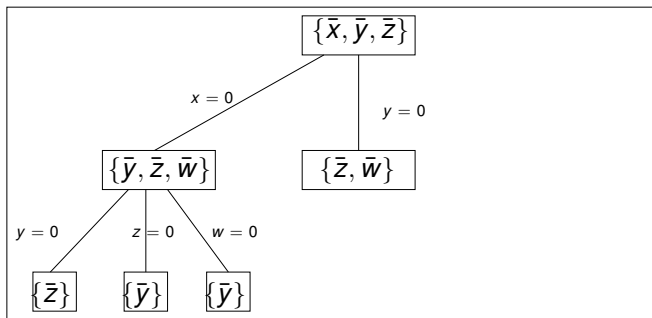 {x̄, ȳ, z̄}
x = 0
y = 0
{ȳ, z̄, w̄}
{z̄, w̄}
y = 0
z = 0
w = 0
{z̄}
{ȳ}
{ȳ}